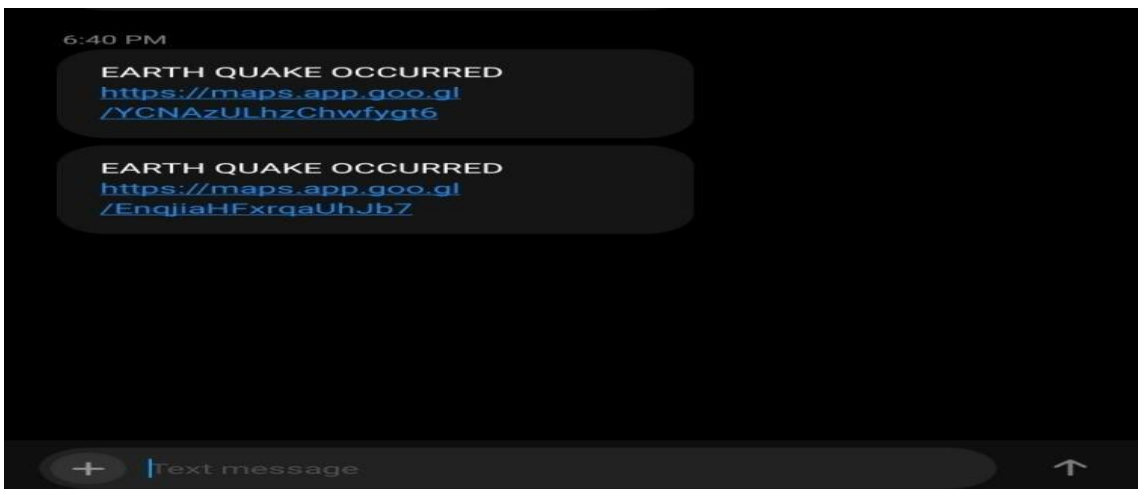 6:40 PM
EARTH QUAKE OCCURRED
https://maps.app.goo.gl
/YCNAzULhzChwfygt6
EARTH QUAKE OCCURRED
https://maps.app.goo.gl
/EnqjiaHFxrqaUhJb7
Text message